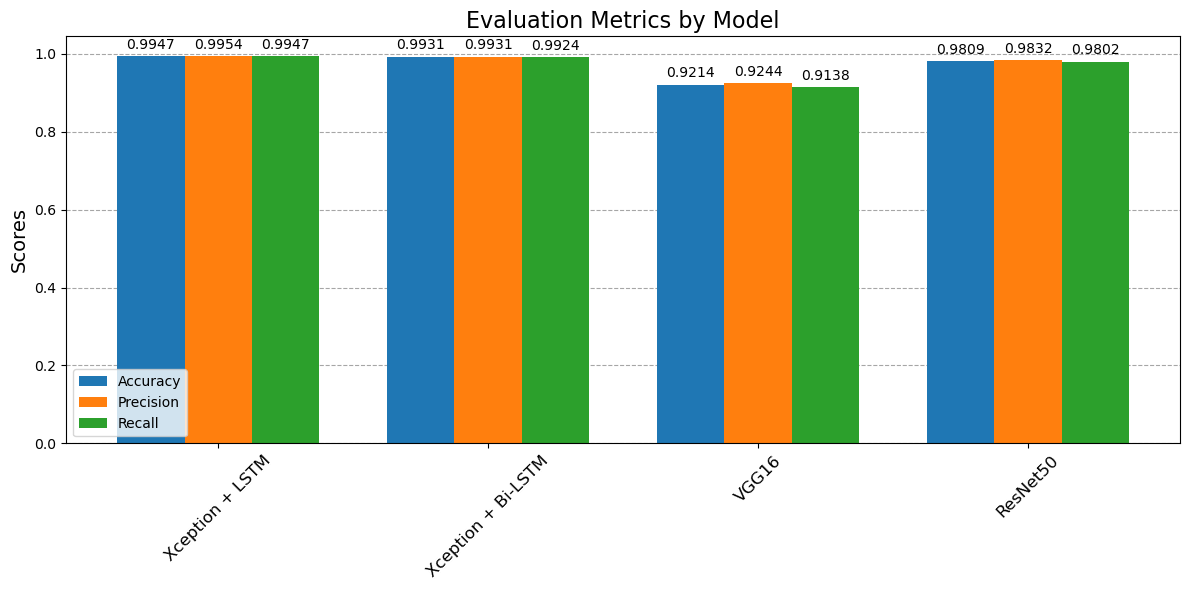 Evaluation Metrics by Model
0.9947 0.9954 0.9947 0.9931 0.9931 0.9924 0.9214 0.9244 0.9138 0.9809 0.9832 0.9802
1.0
0.8
0.6
0.4
0.2
0.0
Scores
Accuracy
Precision
Recall
Xception + LSTM
Xception + Bi-LSTM
VGG16
ResNet50